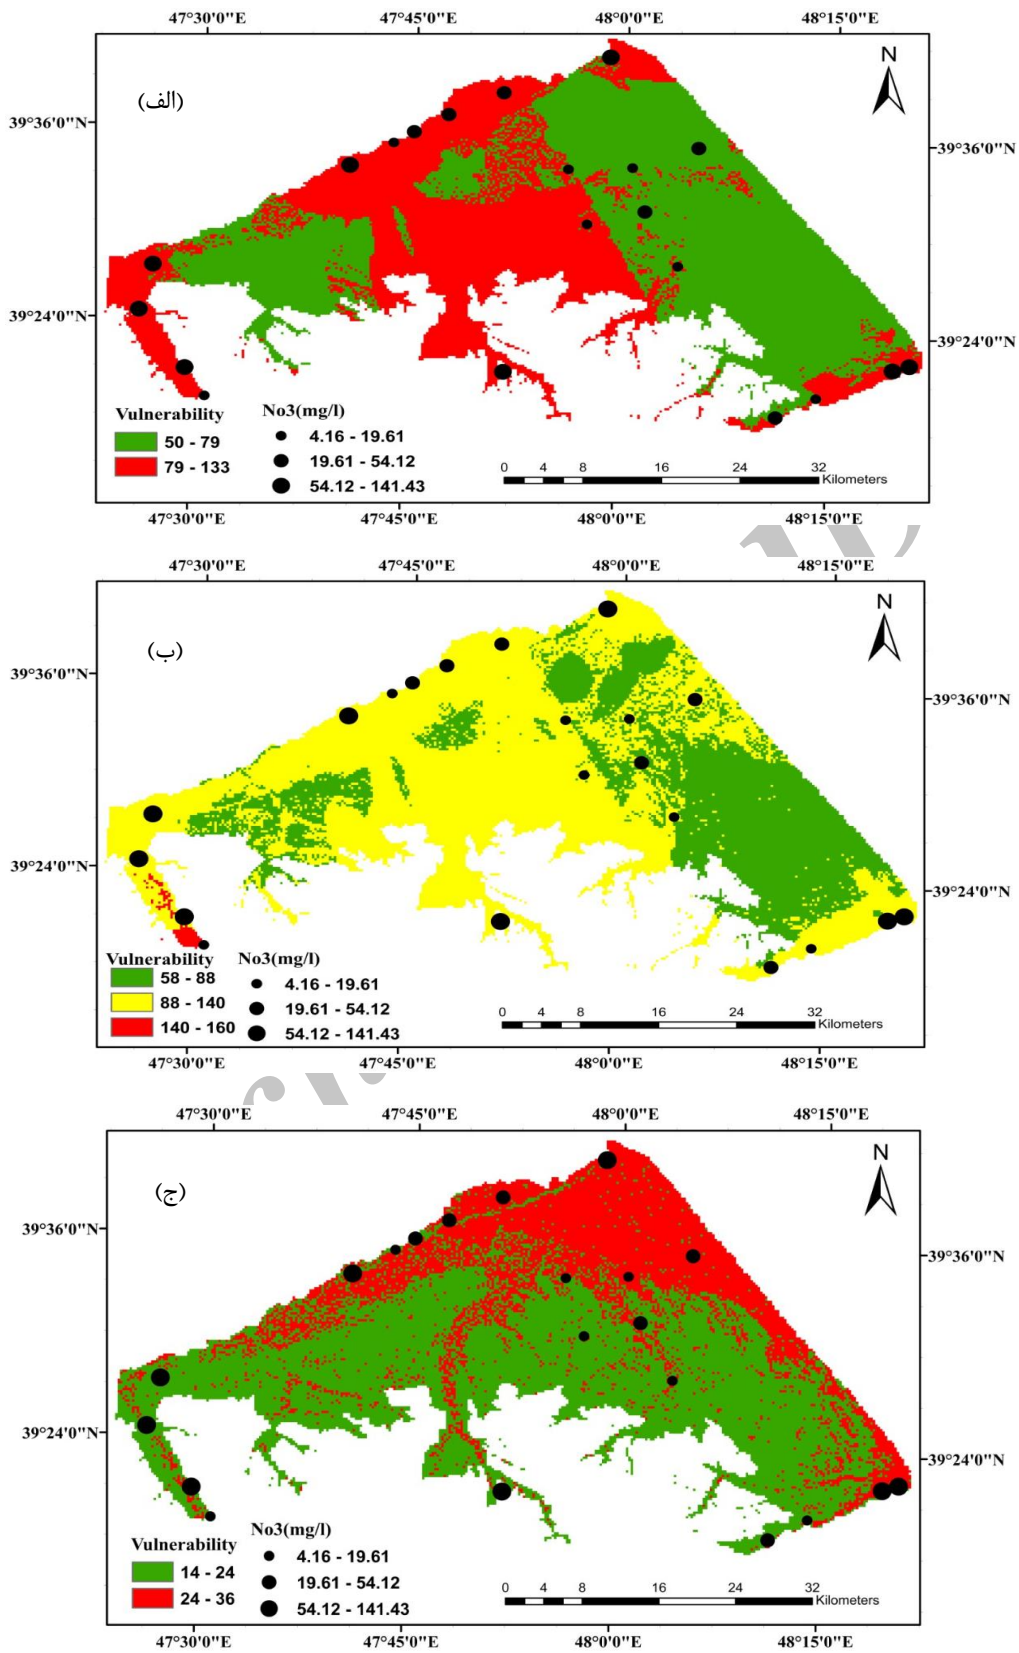 47°30'0"E 47°45'0"E 48°0'0"E 48°15'0"E
N
(الف)
39°36'0"N
39°36'0"N
39°24'0"N
39°24'0"N
Vulnerability No3(mg/l)
50 - 79 4.16 - 19.61
79 - 133 19.61 - 54.12
54.12 - 141.43
0 4 8 16 24 32
Kilometers
47°30'0"E 47°45'0"E 48°0'0"E 48°15'0"E
47°30'0"E 47°45'0"E 48°0'0"E 48°15'0"E
N
(ب)
39°36'0"N
39°36'0"N
39°24'0"N
39°24'0"N
Vulnerability No3(mg/l)
58 - 88 4.16 - 19.61
88 - 140 19.61 - 54.12
140 - 160 54.12 - 141.43
0 4 8 16 24 32
Kilometers
47°30'0"E 47°45'0"E 48°0'0"E 48°15'0"E
47°30'0"E 47°45'0"E 48°0'0"E 48°15'0"E
N
(ج)
39°36'0"N
39°36'0"N
39°24'0"N
39°24'0"N
Vulnerability No3(mg/l)
14 - 24 4.16 - 19.61
24 - 36 19.61 - 54.12
54.12 - 141.43
0 4 8 16 24 32
Kilometers
47°30'0"E 47°45'0"E 48°0'0"E 48°15'0"E